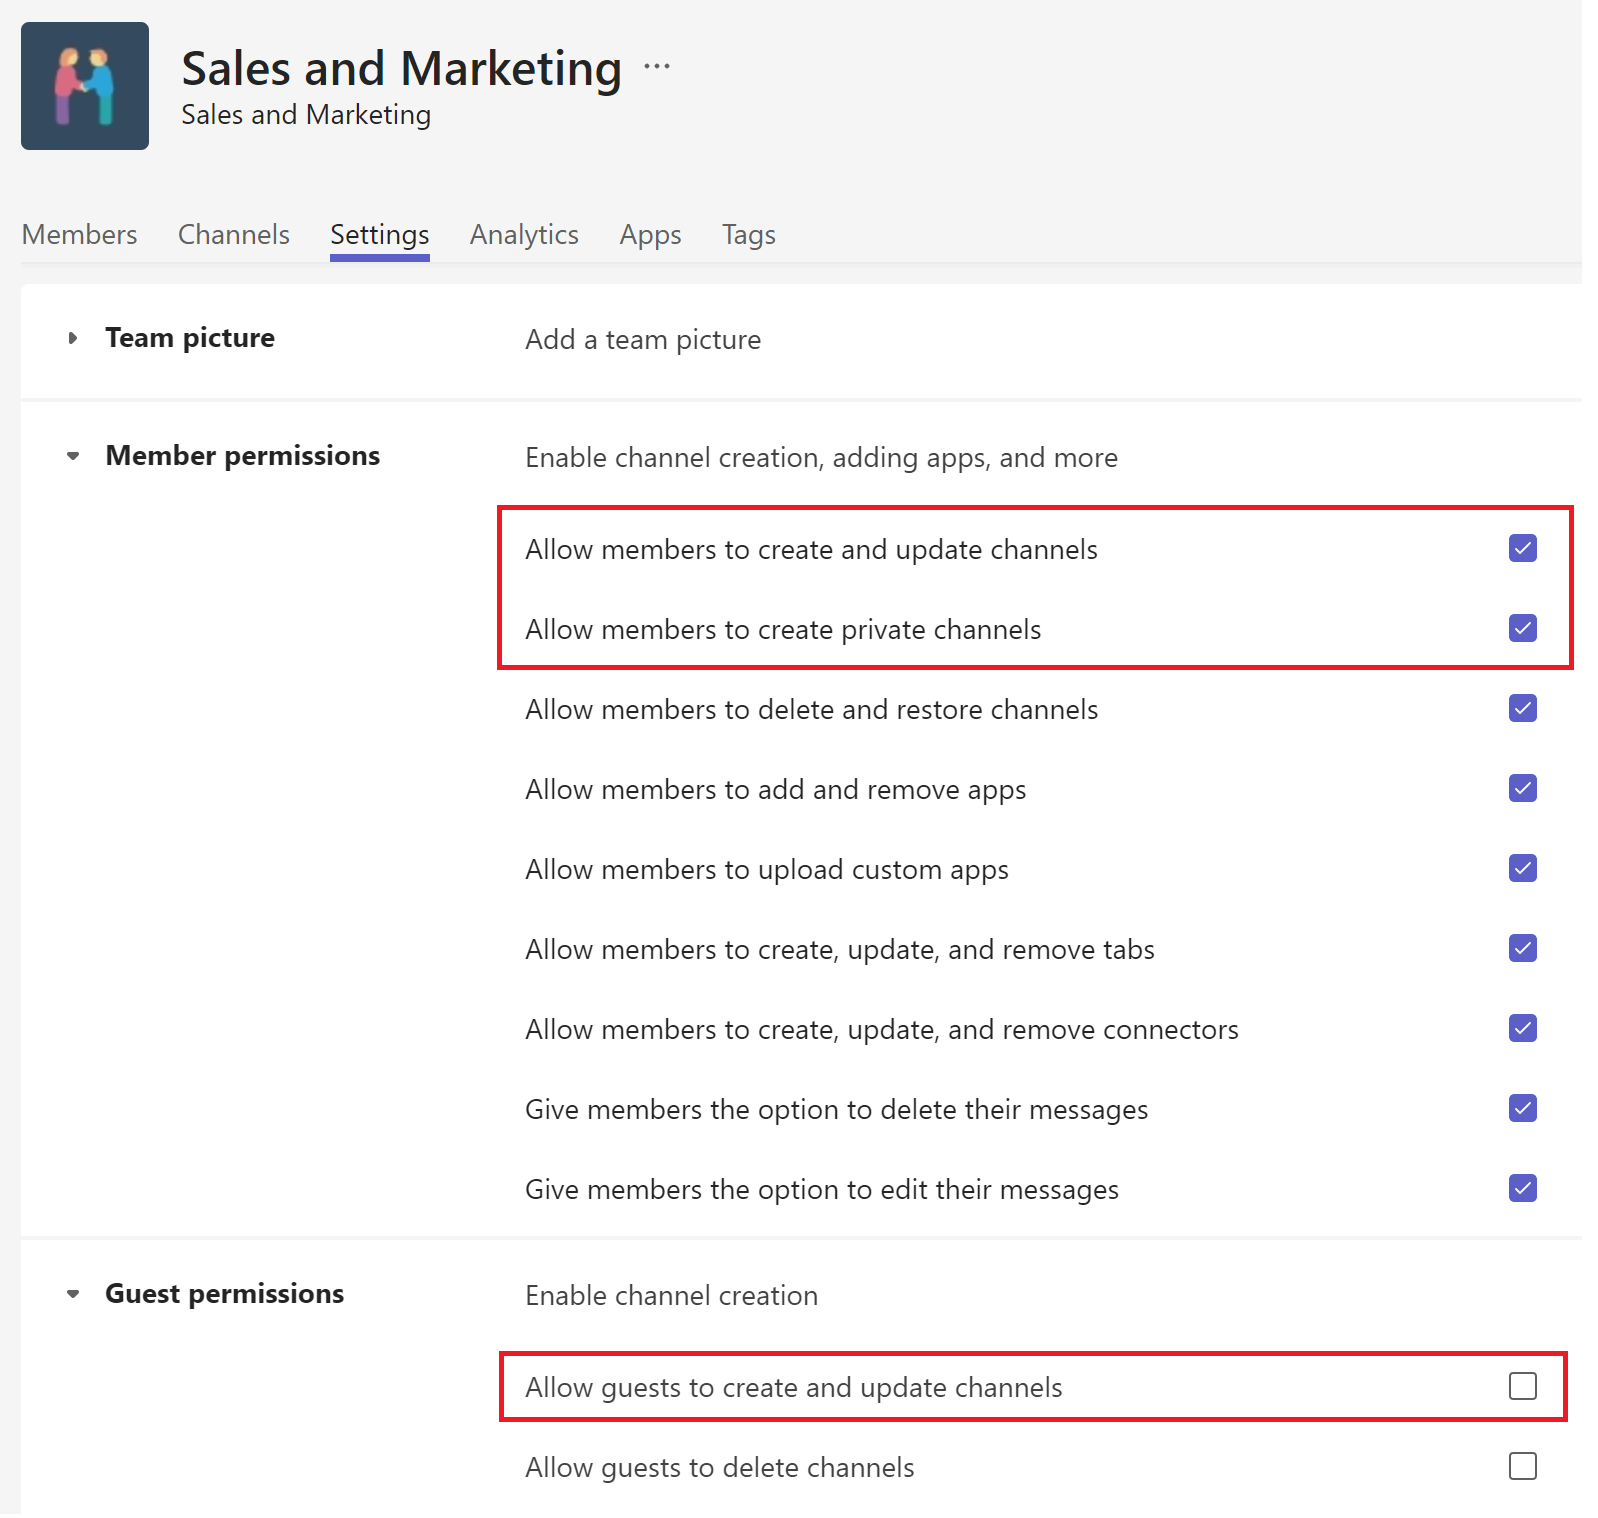 Sales and Marketing ...
Sales and Marketing
Members Channels Settings Analytics Apps Tags
Team picture Add a team picture
Member permissions Enable channel creation, adding apps, and more
Allow members to create and update channels
Allow members to create private channels
Allow members to delete and restore channels
Allow members to add and remove apps
Allow members to upload custom apps
Allow members to create, update, and remove tabs
Allow members to create, update, and remove connectors
Give members the option to delete their messages
Give members the option to edit their messages
Guest permissions Enable channel creation
Allow guests to create and update channels
Allow guests to delete channels